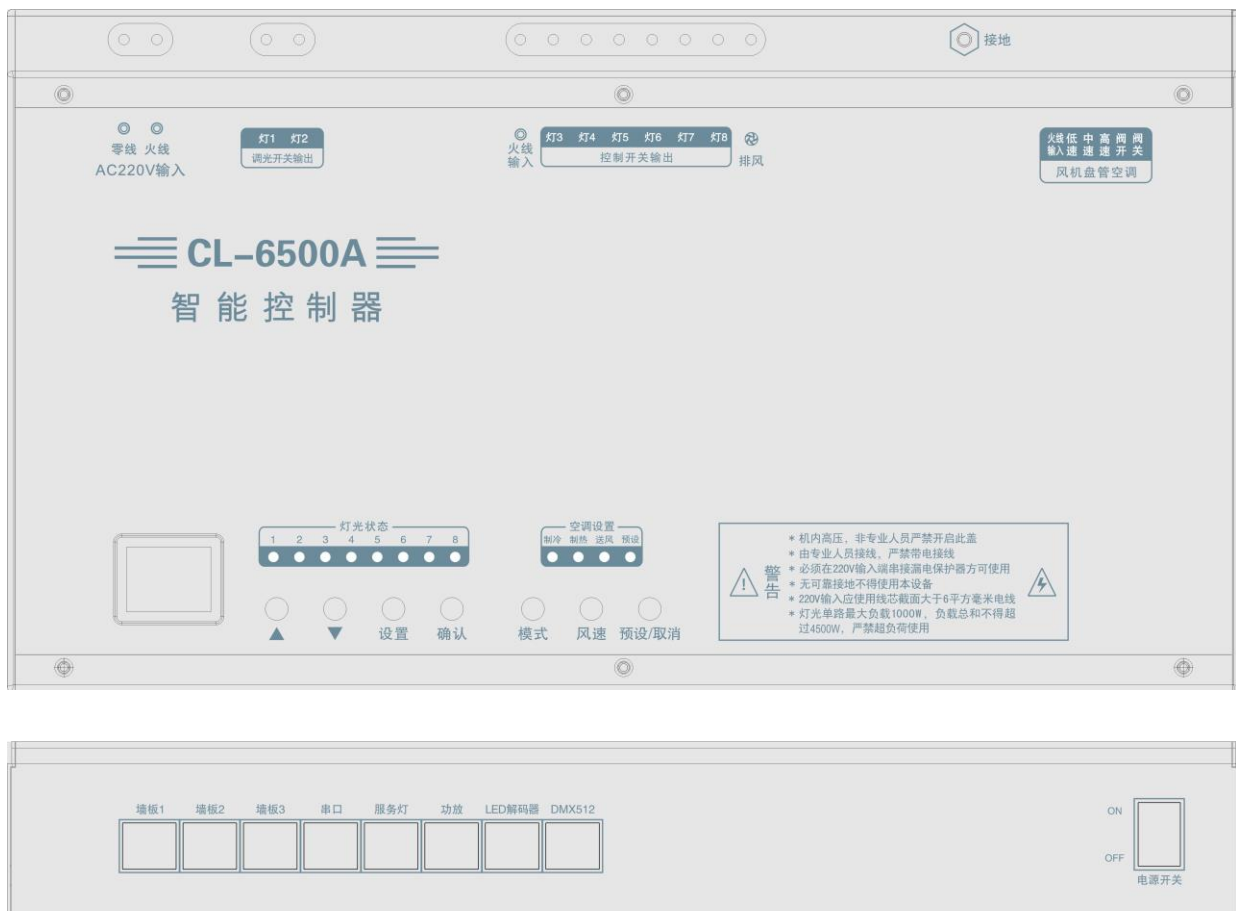 接地
零线 火线
AC220V输入
灯1 灯2
调光开关输出
火线
输入
灯3 灯4 灯5 灯6 灯7 灯8
控制开关输出
排风
火线 低 中 高 阀 阀
输入 速 速 速 开 关
风机盘管空调
CL-6500A
智能控制器
灯光状态
1 2 3 4 5 6 7 8
空调设置
制冷 制热 送风 预设
▲ ▼ 设置 确认
模式 风速 预设/取消
警告
* 机内高压，非专业人员严禁开启此盖
* 由专业人员接线，严禁带电接线
* 必须在220V输入端串接漏电保护器方可使用
* 无可靠接地不得使用本设备
* 220V输入应使用线芯截面大于6平方毫米电线
* 灯光单路最大负载1000W，负载总和不得超
过4500W，严禁超负荷使用
墙板1 墙板2 墙板3 串口 服务灯 功放 LED解码器 DMX512
ON
OFF
电源开关